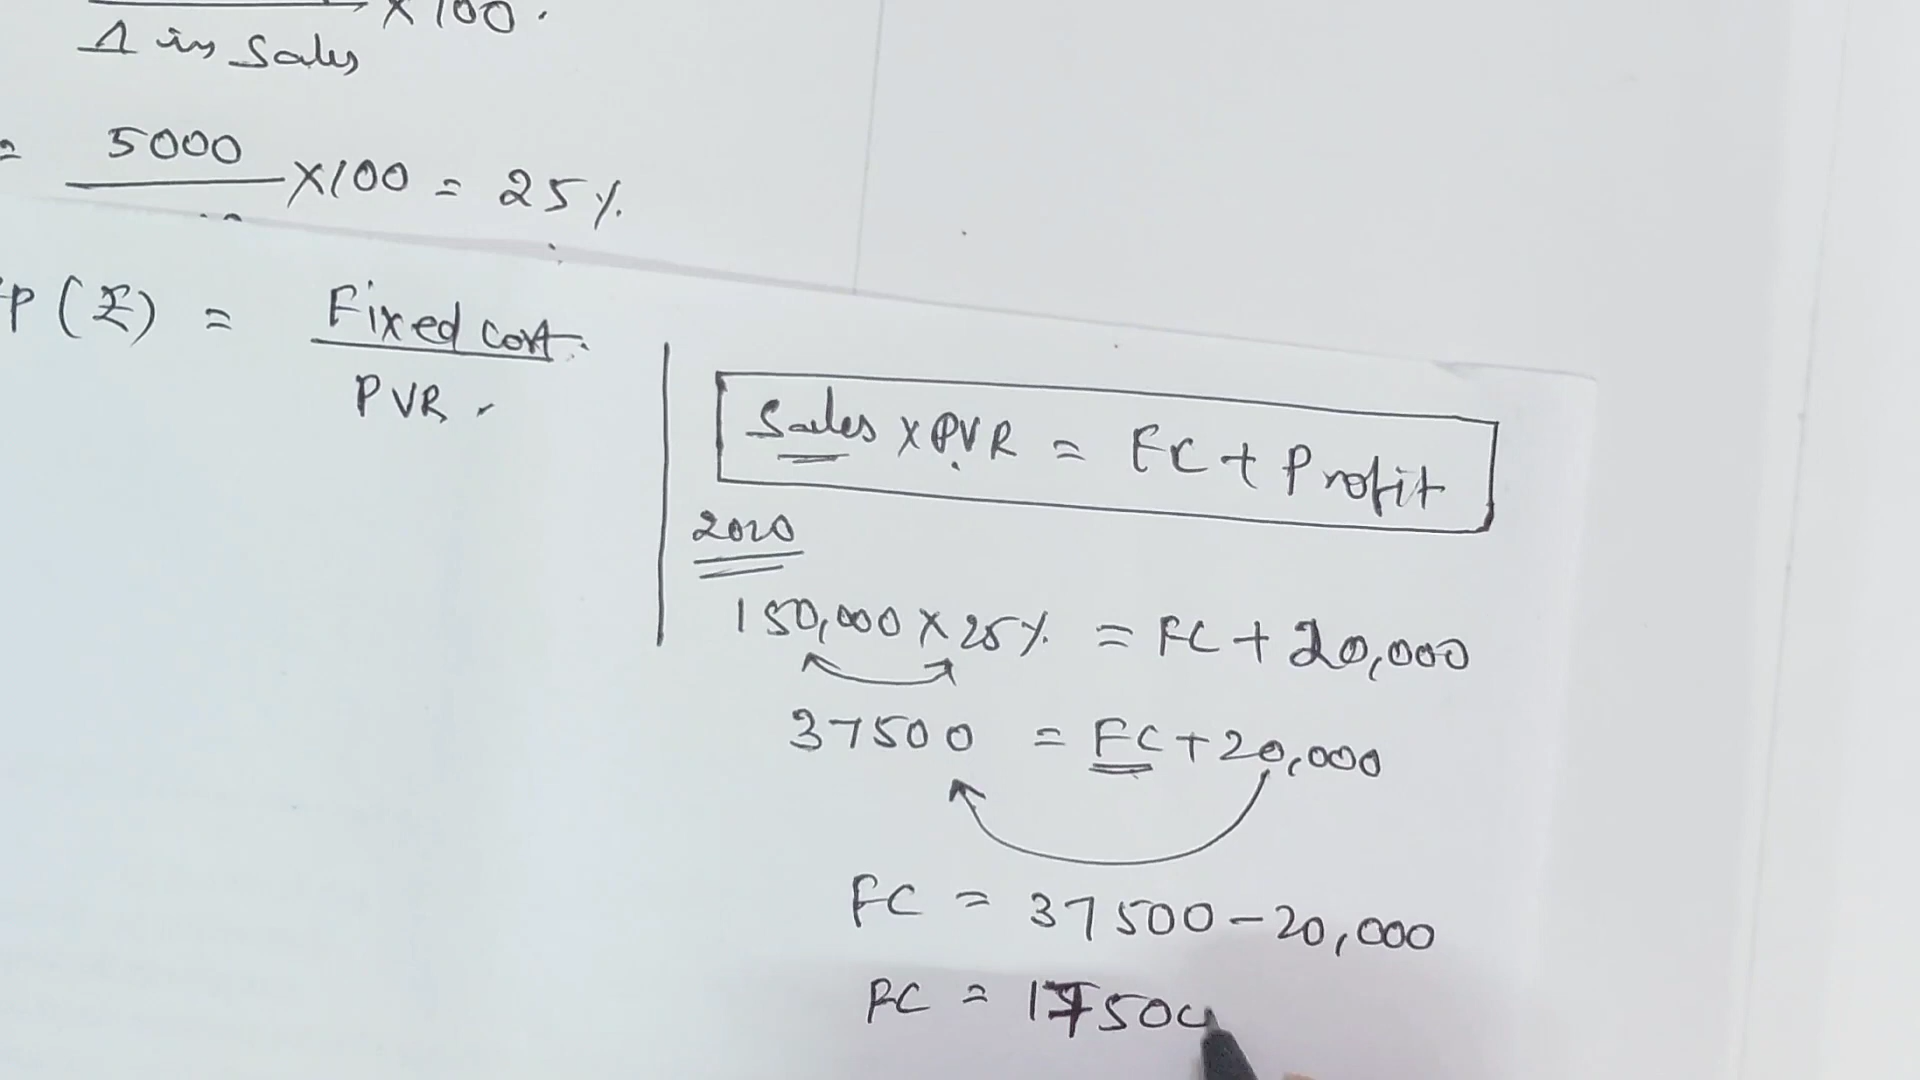 X 100.
Δ in Sales
= 5000 X100 = 25%
P (₹) = Fixed cost
PVR
Sales X PVR = FC + Profit
2020
150,000 X 25% = FC + 20,000
37500 = FC + 20,000
FC = 37500 - 20,000
FC = 17500